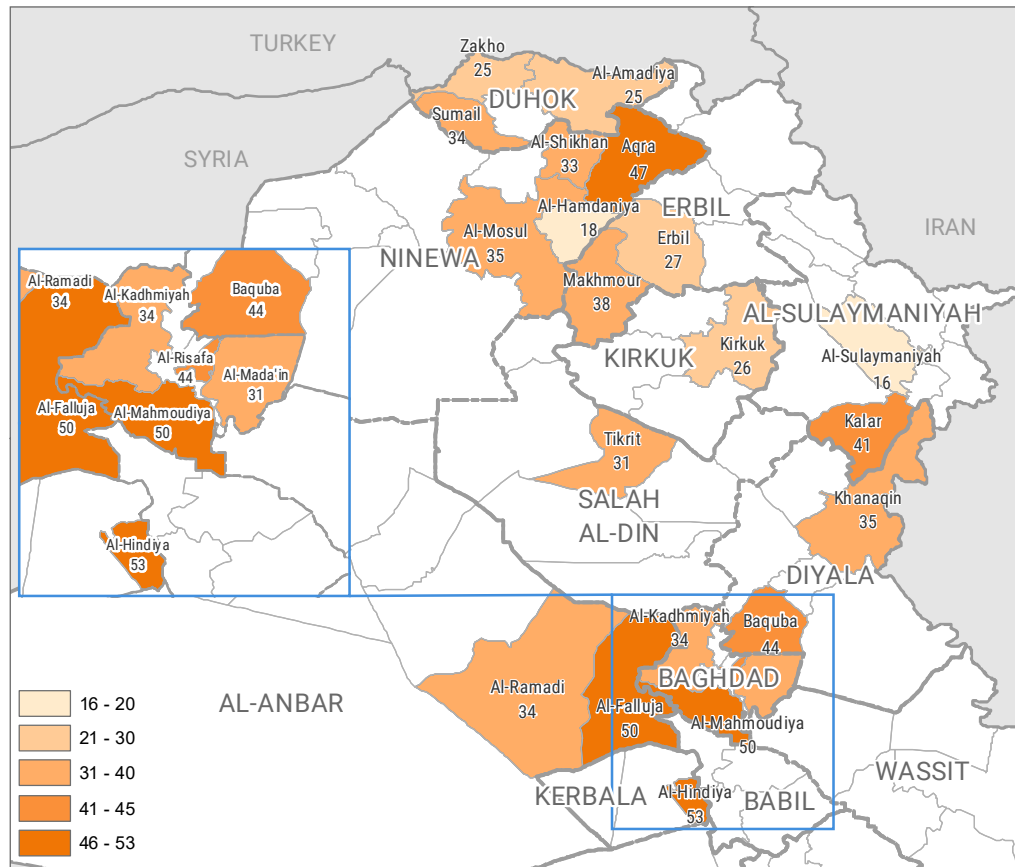 TURKEY
Zakho
25
Al-Amadiya
25
DUHOK
Sumail
34
Al-Shikhan
33
Aqra
47
SYRIA
Al-Hamdaniya
18
ERBIL
IRAN
Al-Mosul
35
NINEWA
Erbil
27
Makhmour
38
AL-SULAYMANIYAH
KIRKUK
Kirkuk
26
Al-Sulaymaniyah
16
Kalar
41
Tikrit
31
Khanaqin
35
SALAH
AL-DIN
DIYALA
Al-Ramadi
34
Al-Kadhmiyah
34
Baquba
44
Al-Risafa
44
Al-Mada'in
31
Al-Falluja
50
Al-Mahmoudiya
50
Al-Hindiya
53
Al-Kadhmiyah
34
Baquba
44
BAGHDAD
Al-Ramadi
34
AL-ANBAR
Al-Falluja
50
Al-Mahmoudiya
50
WASSIT
KERBALA
Al-Hindiya
53
BABIL
16 - 20
21 - 30
31 - 40
41 - 45
46 - 53